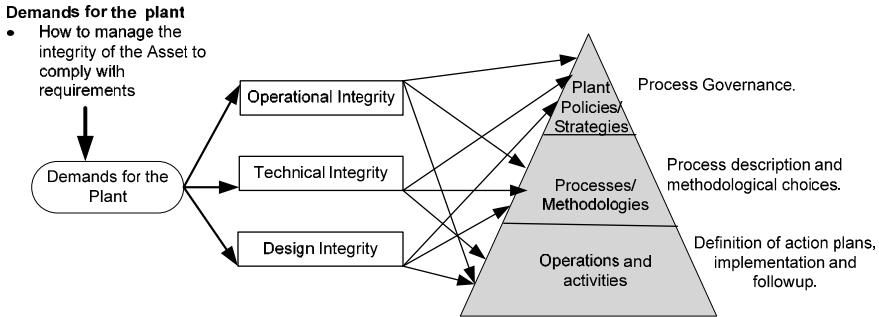 Demands for the plant
• How to manage the
integrity of the Asset to
comply with
requirements
Demands for the
Plant
Operational Integrity
Technical Integrity
Design Integrity
Plant
Policies/
Strategies
Processes/
Methodologies
Operations and
activities
Process Governance.
Process description and
methodological choices.
Definition of action plans,
implementation and
followup.